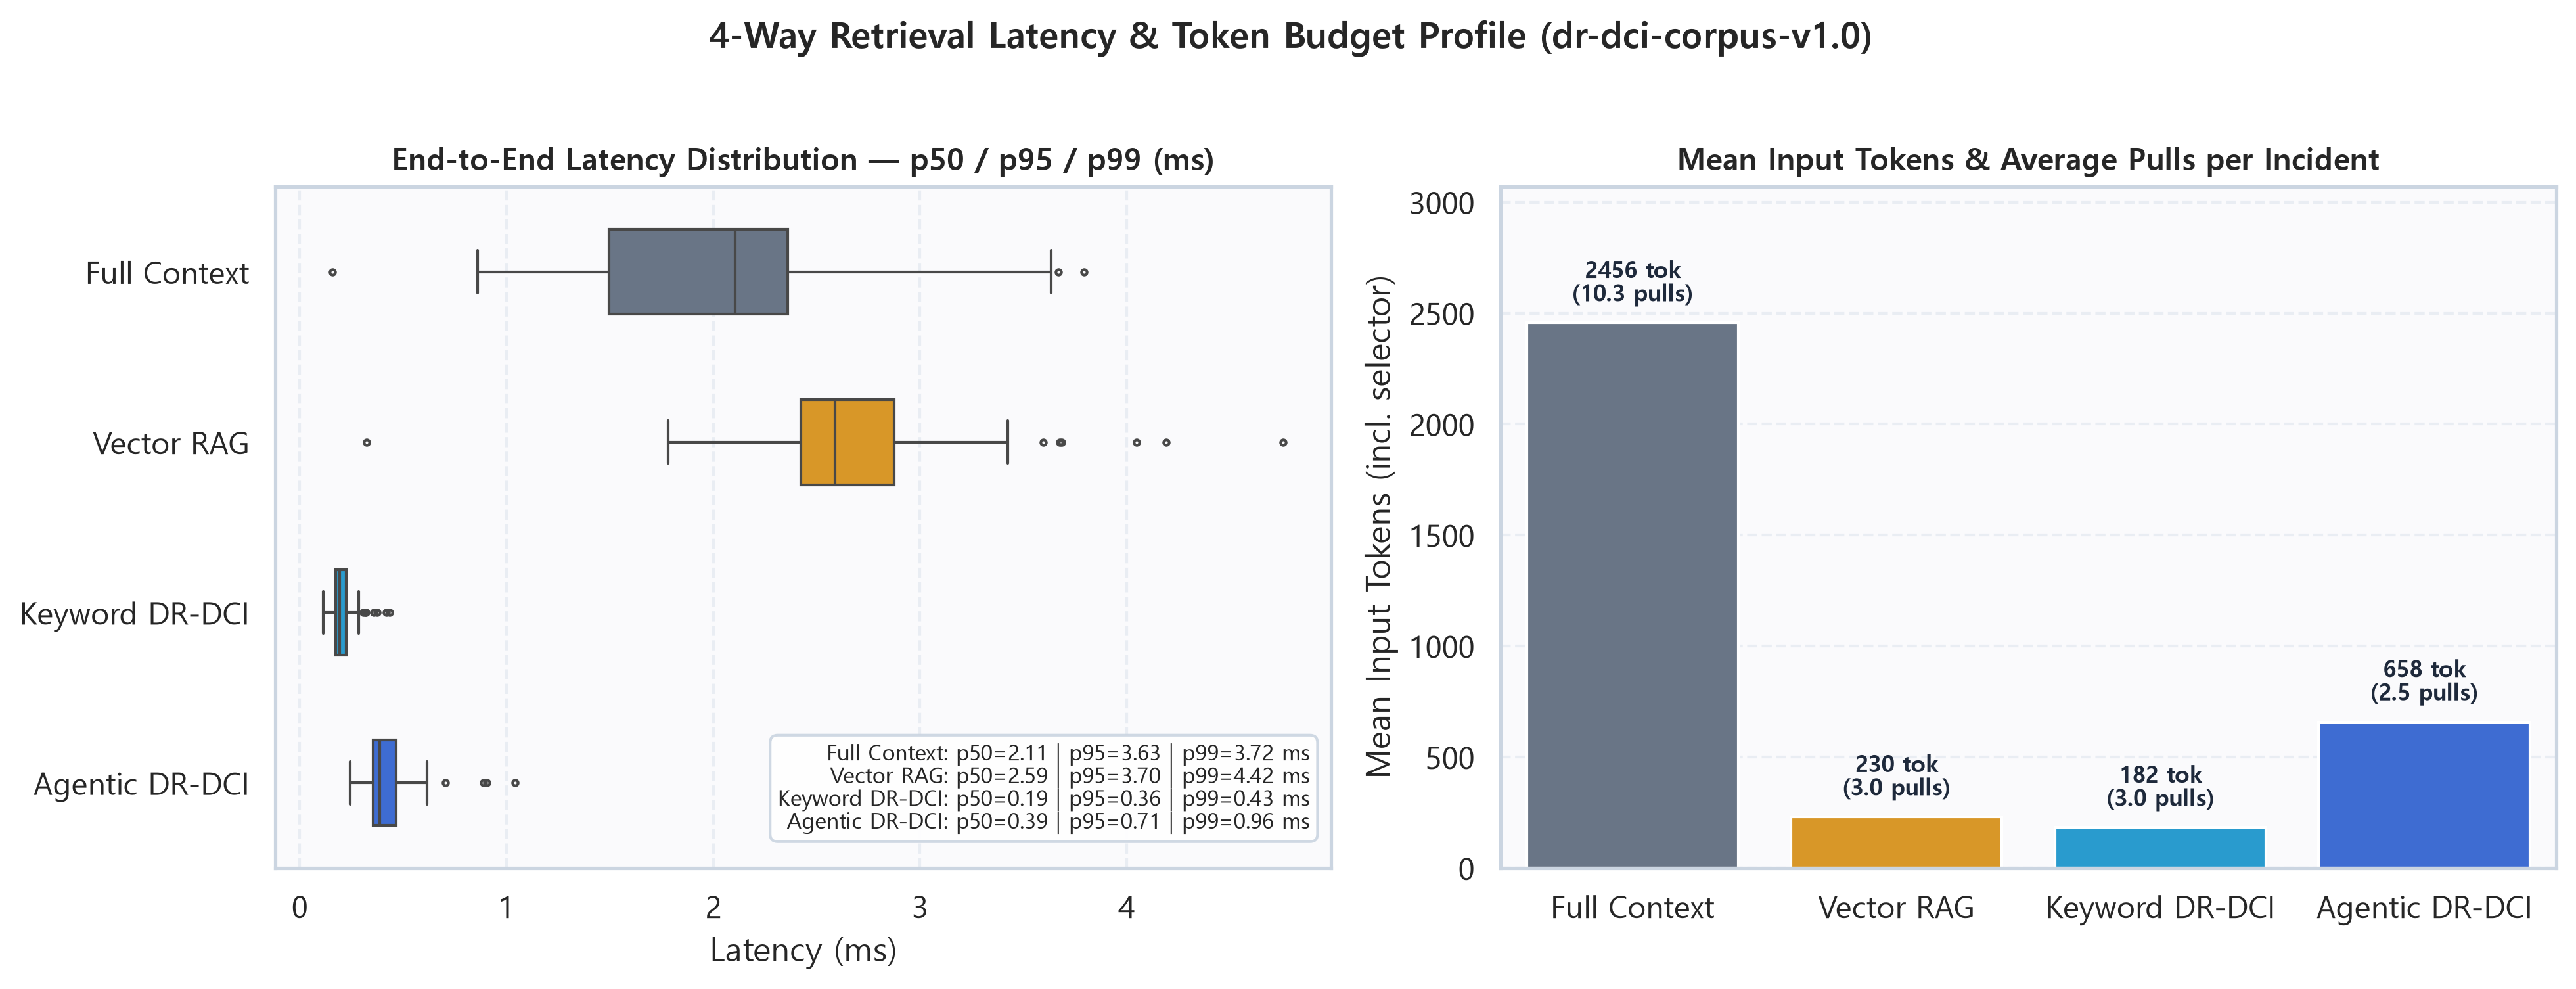 4-Way Retrieval Latency & Token Budget Profile (dr-dci-corpus-v1.0)
End-to-End Latency Distribution — p50 / p95 / p99 (ms)
Full Context
Vector RAG
Keyword DR-DCI
Agentic DR-DCI
Full Context: p50=2.11 | p95=3.63 | p99=3.72 ms
Vector RAG: p50=2.59 | p95=3.70 | p99=4.42 ms
Keyword DR-DCI: p50=0.19 | p95=0.36 | p99=0.43 ms
Agentic DR-DCI: p50=0.39 | p95=0.71 | p99=0.96 ms
0 1 2 3 4
Latency (ms)
Mean Input Tokens & Average Pulls per Incident
Mean Input Tokens (incl. selector)
3000
2500
2000
1500
1000
500
0
2456 tok
(10.3 pulls)
230 tok
(3.0 pulls)
182 tok
(3.0 pulls)
658 tok
(2.5 pulls)
Full Context Vector RAG Keyword DR-DCI Agentic DR-DCI